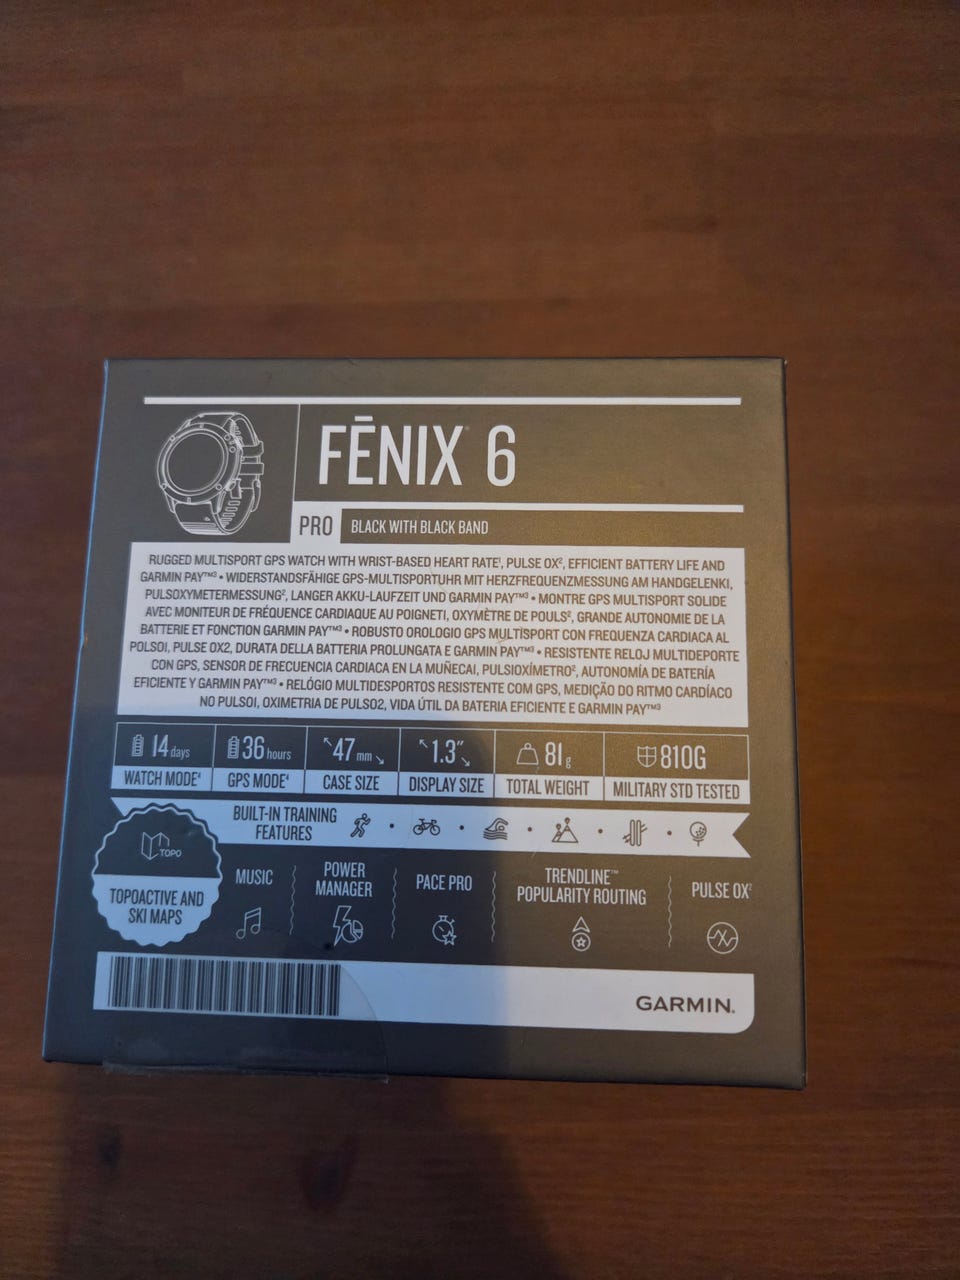 FĒNIX® 6
PRO
BLACK WITH BLACK BAND
RUGGED MULTISPORT GPS WATCH WITH WRIST-BASED HEART RATE¹, PULSE OX², EFFICIENT BATTERY LIFE AND
GARMIN PAY™³ • WIDERSTANDSFÄHIGE GPS-MULTISPORTUHR MIT HERZFREQUENZMESSUNG AM HANDGELENK¹,
PULSOXYMETERMESSUNG², LANGER AKKU-LAUFZEIT UND GARMIN PAY™³ • MONTRE GPS MULTISPORT SOLIDE
AVEC MONITEUR DE FRÉQUENCE CARDIAQUE AU POIGNET1, OXYMÈTRE DE POULS², GRANDE AUTONOMIE DE LA
BATTERIE ET FONCTION GARMIN PAY™³ • ROBUSTO OROLOGIO GPS MULTISPORT CON FREQUENZA CARDIACA AL
POLSO1, PULSE OX2, DURATA DELLA BATTERIA PROLUNGATA E GARMIN PAY™³ • RESISTENTE RELOJ MULTIDEPORTE
CON GPS, SENSOR DE FRECUENCIA CARDIACA EN LA MUÑECA1, PULSIOXÍMETRO², AUTONOMÍA DE BATERÍA
EFICIENTE Y GARMIN PAY™³ • RELÓGIO MULTIDESPORTOS RESISTENTE COM GPS, MEDIÇÃO DO RITMO CARDÍACO
NO PULSO1, OXIMETRIA DE PULSO2, VIDA ÚTIL DA BATERIA EFICIENTE E GARMIN PAY™³
14 days
36 hours
47 mm
1.3"
81g
810G
WATCH MODE⁴
GPS MODE⁴
CASE SIZE
DISPLAY SIZE
TOTAL WEIGHT
MILITARY STD TESTED
BUILT-IN TRAINING
FEATURES
TOPO
TOPOACTIVE AND
SKI MAPS
MUSIC
POWER
MANAGER
PACE PRO
TRENDLINE™
POPULARITY ROUTING
PULSE OX²
GARMIN.